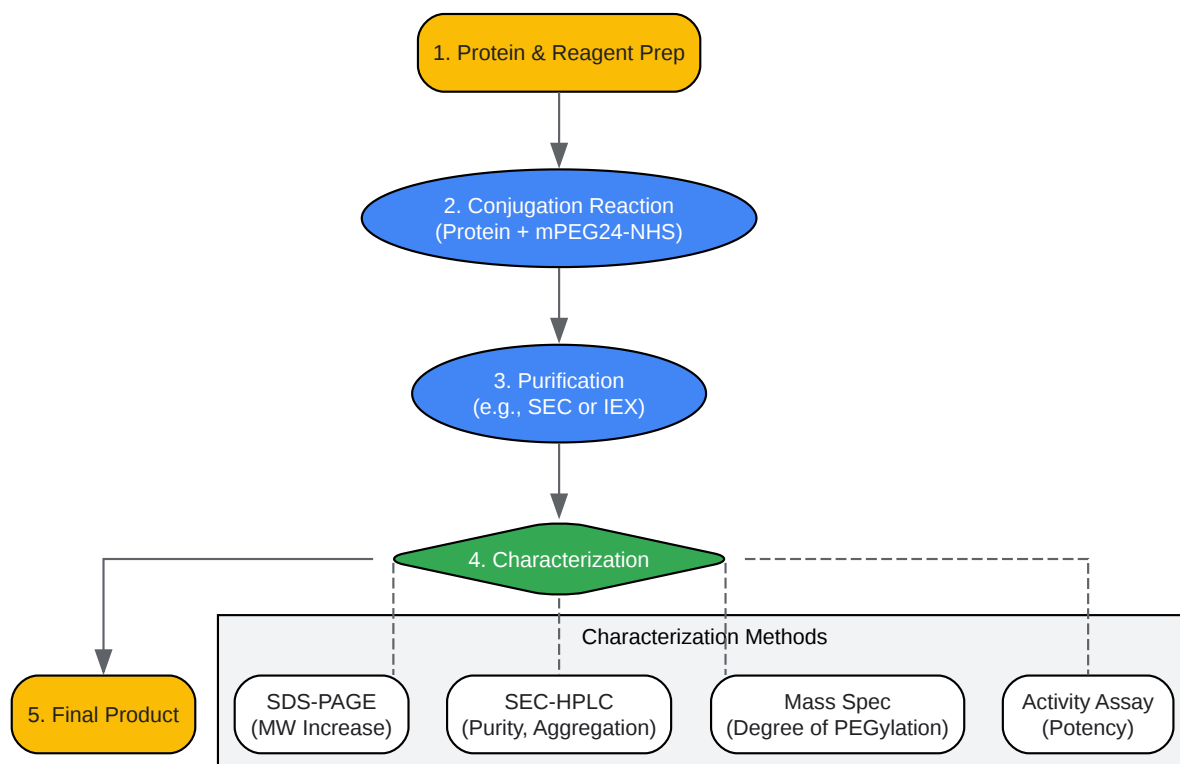 1. Protein & Reagent Prep
2. Conjugation Reaction
(Protein + mPEG24-NHS)
3. Purification
(e.g., SEC or IEX)
4. Characterization
Characterization Methods
5. Final Product
SDS-PAGE
(MW Increase)
SEC-HPLC
(Purity, Aggregation)
Mass Spec
(Degree of PEGylation)
Activity Assay
(Potency)